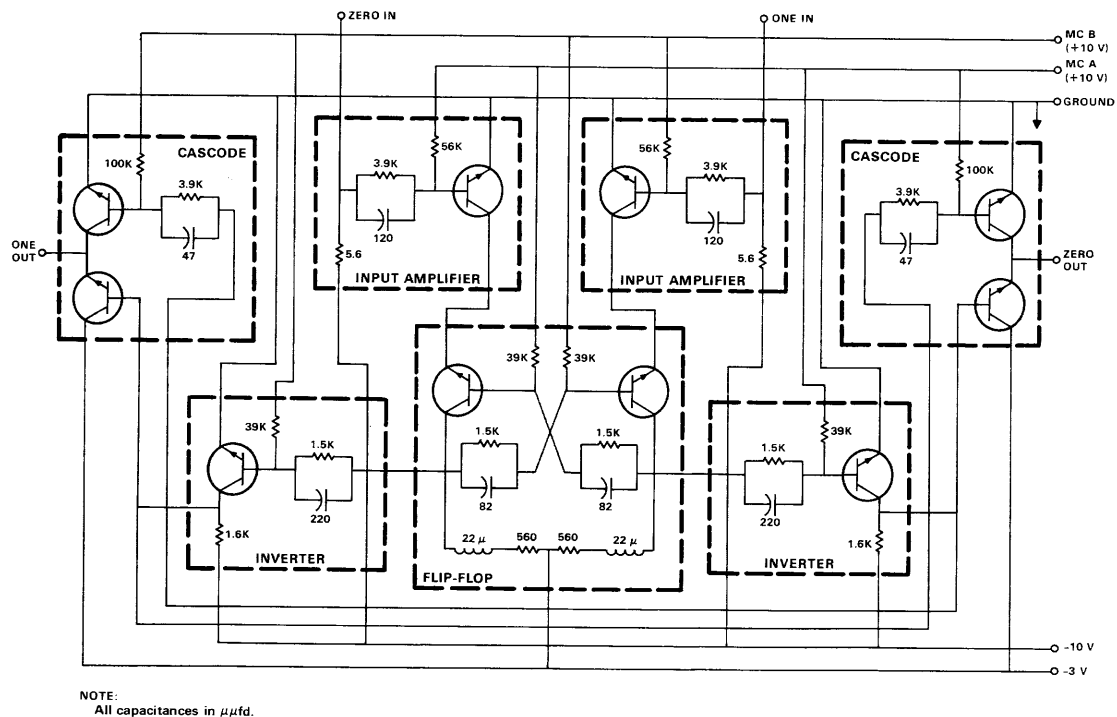 ZERO IN
ONE IN
MC B
(+10 V)
MC A
(+10 V)
GROUND
CASCODE
100K
3.9K
47
ONE
OUT
56K
3.9K
120
5.6
INPUT AMPLIFIER
56K
3.9K
120
5.6
INPUT AMPLIFIER
CASCODE
100K
3.9K
47
ZERO
OUT
39K
39K
1.5K
82
1.5K
82
22 μ
560
560
22 μ
FLIP-FLOP
39K
1.5K
220
1.6K
INVERTER
39K
1.5K
220
1.6K
INVERTER
-10 V
-3 V
NOTE:
All capacitances in μμfd.